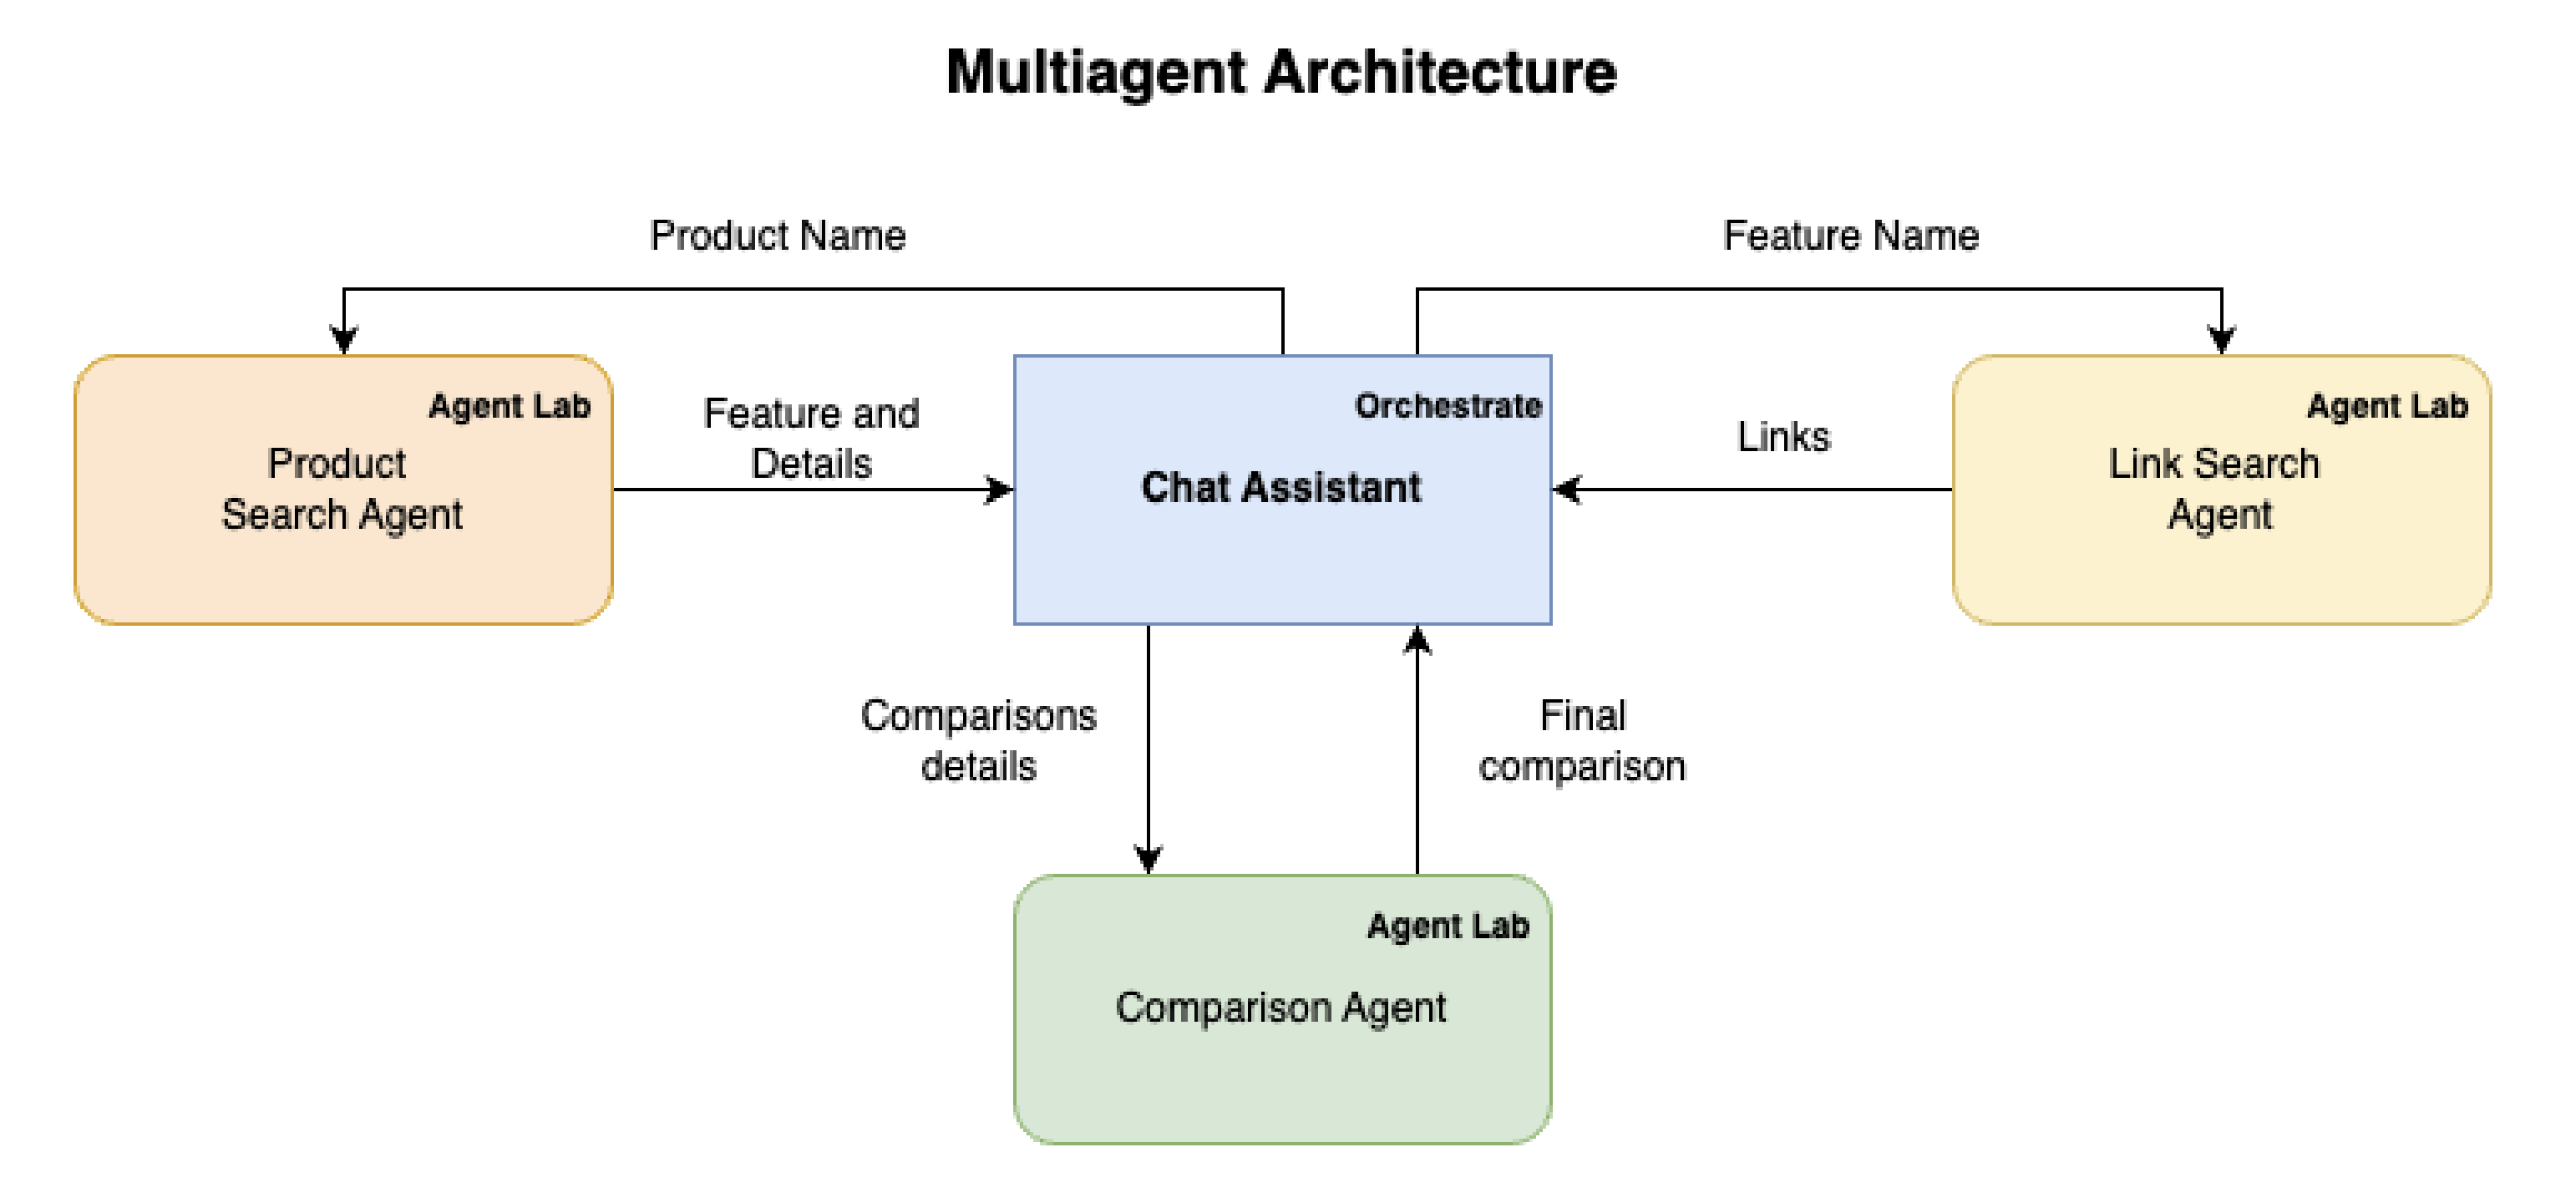 Multiagent Architecture
Product Name
Feature Name
Agent Lab
Product
Search Agent
Feature and
Details
Orchestrate
Chat Assistant
Links
Agent Lab
Link Search
Agent
Comparisons
details
Final
comparison
Agent Lab
Comparison Agent